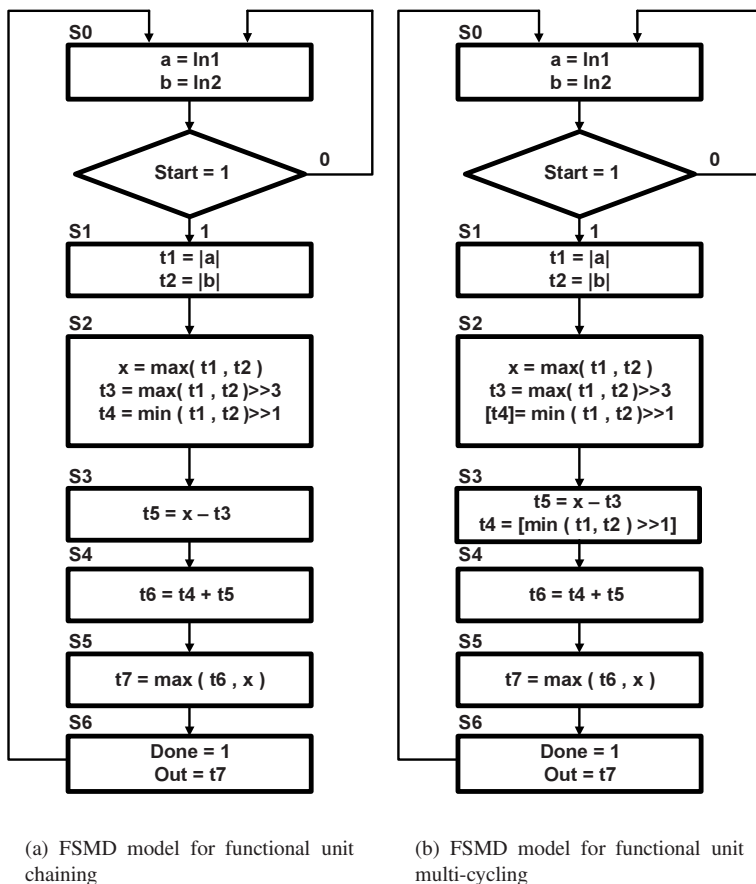 S0
a = In1
b = In2
Start = 1
0
1
S1
t1 = |a|
t2 = |b|
S2
x = max( t1 , t2 )
t3 = max( t1 , t2 )>>3
t4 = min ( t1 , t2 )>>1
S3
t5 = x – t3
S4
t6 = t4 + t5
S5
t7 = max ( t6 , x )
S6
Done = 1
Out = t7
(a) FSMD model for functional unit
chaining
S0
a = In1
b = In2
Start = 1
0
1
S1
t1 = |a|
t2 = |b|
S2
x = max( t1 , t2 )
t3 = max( t1 , t2 )>>3
[t4]= min ( t1 , t2 )>>1
S3
t5 = x – t3
t4 = [min ( t1, t2 ) >>1]
S4
t6 = t4 + t5
S5
t7 = max ( t6 , x )
S6
Done = 1
Out = t7
(b) FSMD model for functional unit
multi-cycling